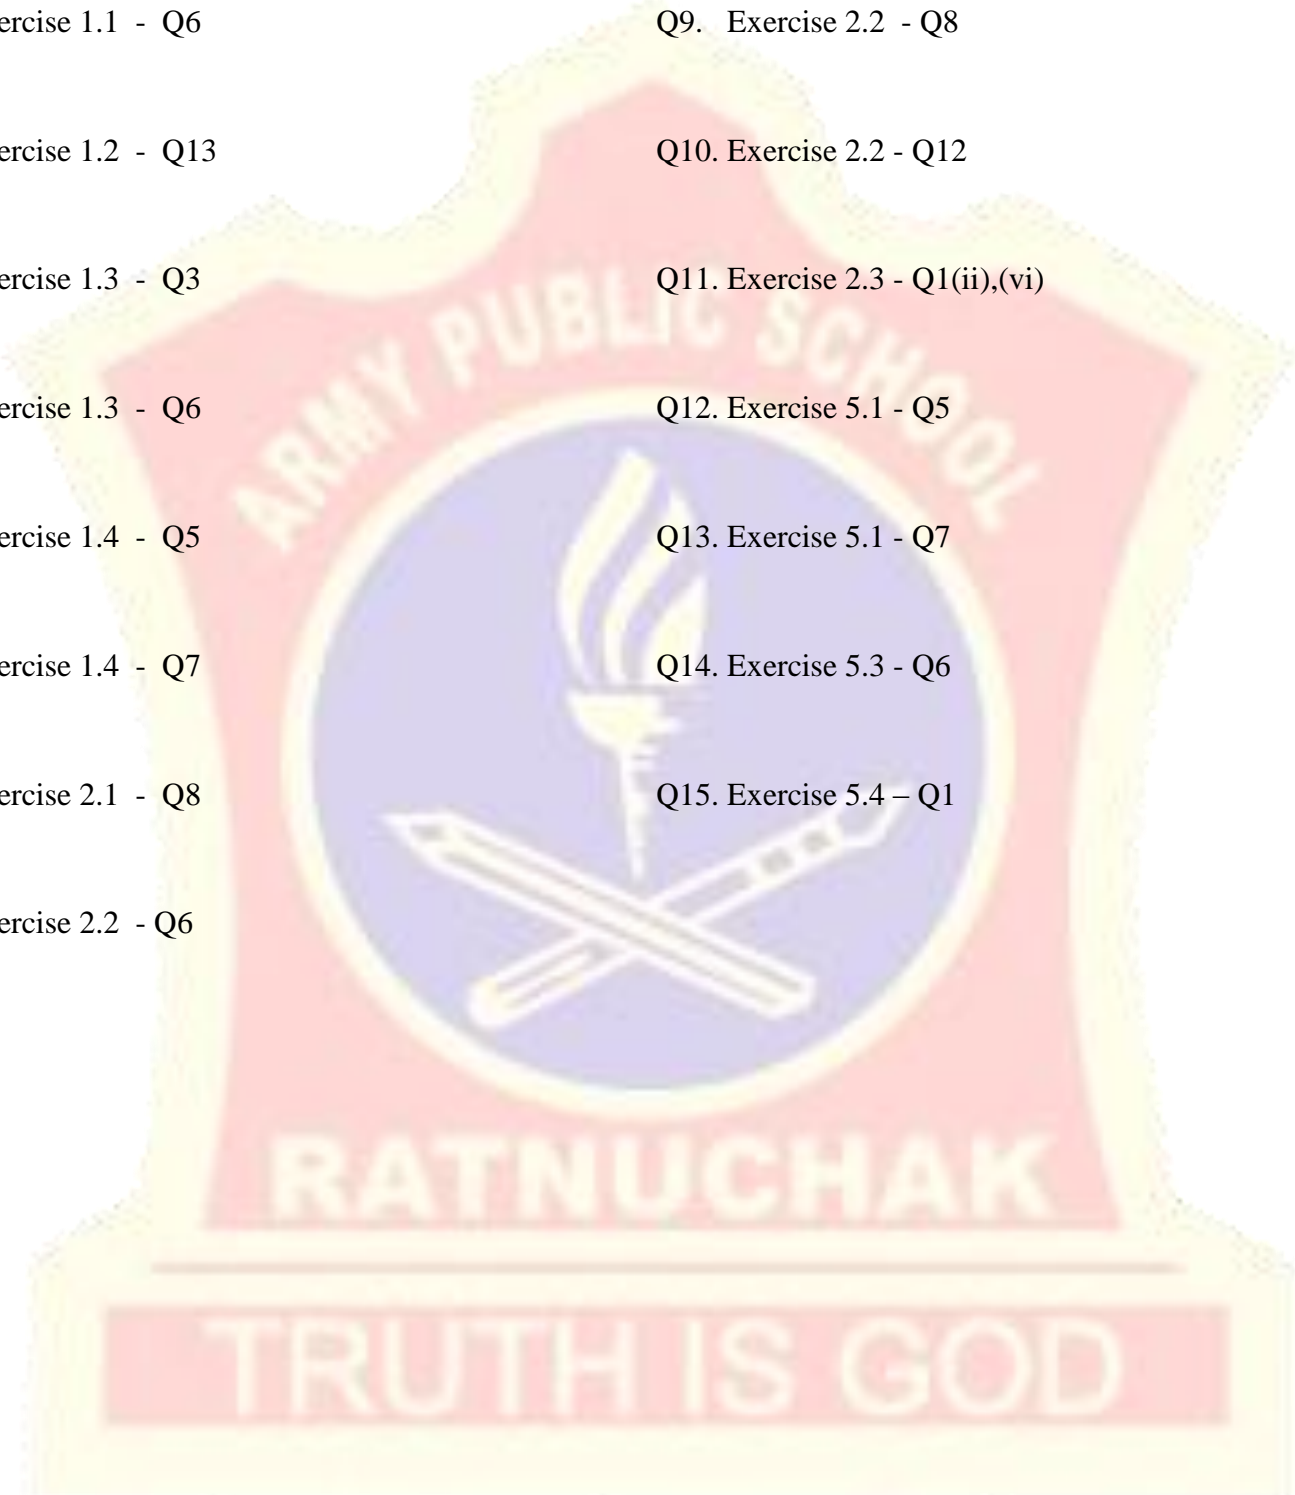 ercise 1.1 - Q6
ercise 1.2 - Q13
ercise 1.3 - Q3
ercise 1.3 - Q6
ercise 1.4 - Q5
ercise 1.4 - Q7
ercise 2.1 - Q8
ercise 2.2 - Q6
Q9. Exercise 2.2 - Q8
Q10. Exercise 2.2 - Q12
Q11. Exercise 2.3 - Q1(ii),(vi)
Q12. Exercise 5.1 - Q5
Q13. Exercise 5.1 - Q7
Q14. Exercise 5.3 - Q6
Q15. Exercise 5.4 – Q1
ARMY PUBLIC SCHOOL
RATNUCHAK
TRUTH IS GOD